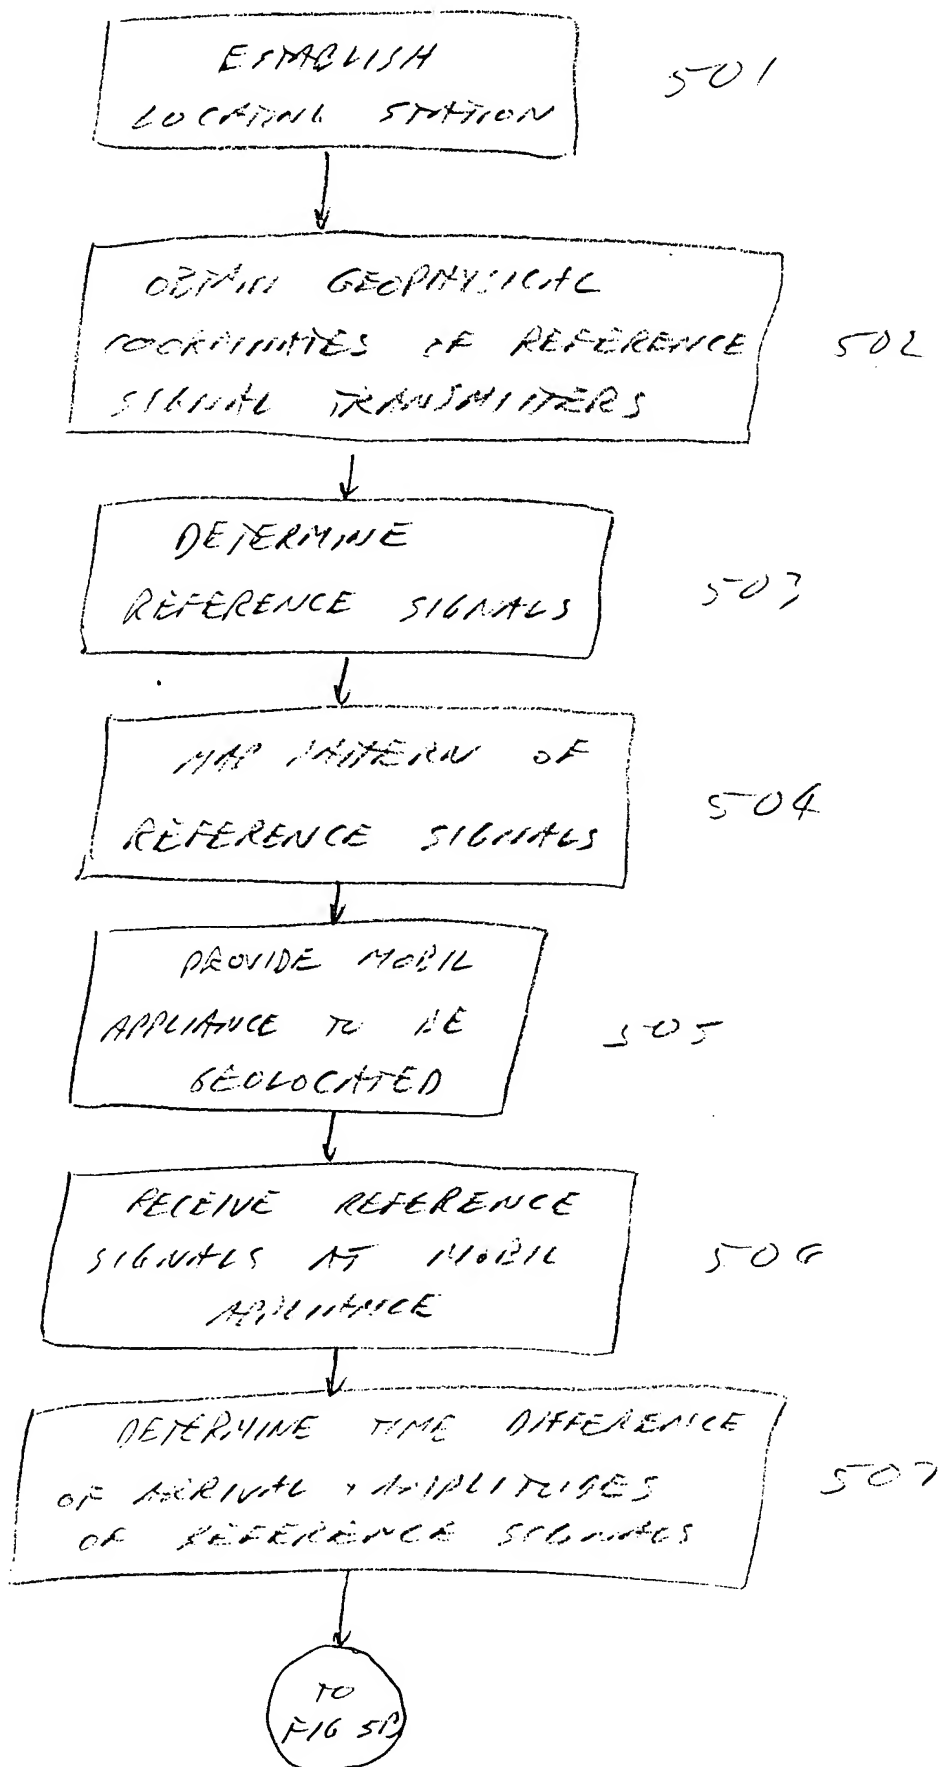 ESTABLISH
LOCATING STATION
501
OBTAIN GEOPHYSICAL
COORDINATES OF REFERENCE
SIGNAL TRANSMITTERS
502
DETERMINE
REFERENCE SIGNALS
503
MAP PATTERN OF
REFERENCE SIGNALS
504
PROVIDE MOBIL
APPLIANCE TO BE
GEOLOCATED
505
RECEIVE REFERENCE
SIGNALS AT MOBIL
APPLIANCE
506
DETERMINE TIME DIFFERENCE
OF ARRIVAL + AMPLITUDES
OF REFERENCE SIGNALS
507
TO
FIG 5B